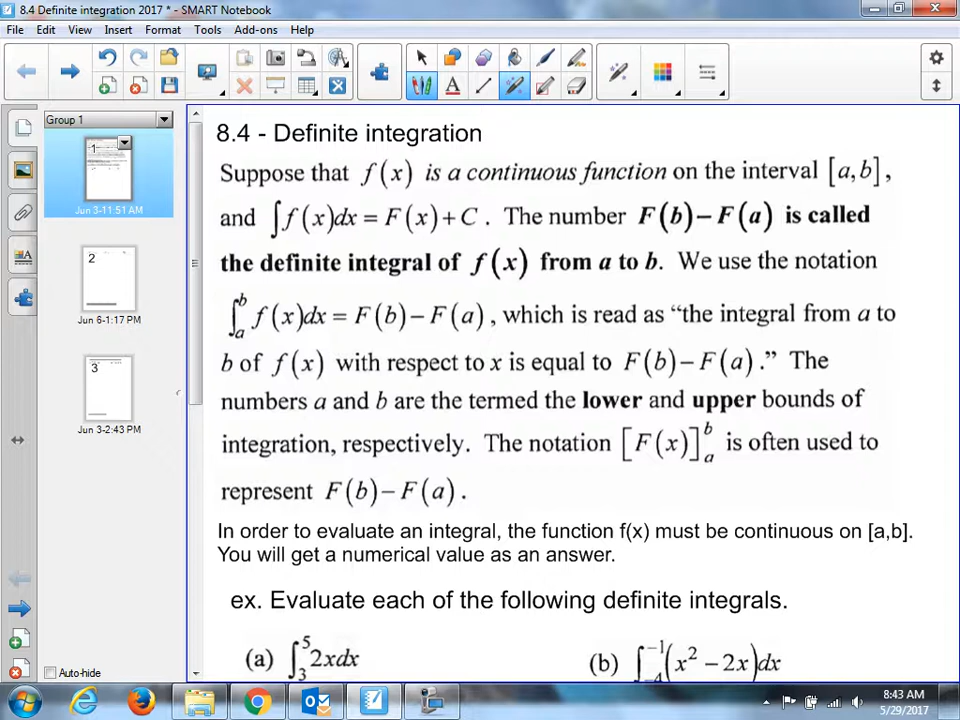 8.4 Definite integration 2017 * - SMART Notebook
File Edit View Insert Format Tools Add-ons Help
Group 1
1
Jun 3-11:51 AM
2
Jun 6-1:17 PM
3
Jun 3-2:43 PM
Auto-hide
8.4 - Definite integration
Suppose that f(x) is a continuous function on the interval [a,b],
and ∫f(x)dx = F(x)+C. The number F(b)−F(a) is called
the definite integral of f(x) from a to b. We use the notation
∫_a^b f(x)dx = F(b)−F(a), which is read as “the integral from a to
b of f(x) with respect to x is equal to F(b)−F(a).” The
numbers a and b are the termed the lower and upper bounds of
integration, respectively. The notation [F(x)]_a^b is often used to
represent F(b)−F(a).
In order to evaluate an integral, the function f(x) must be continuous on [a,b].
You will get a numerical value as an answer.
ex. Evaluate each of the following definite integrals.
(a) ∫_3^5 2xdx (b) ∫_{-4}^{-1}(x² − 2x)dx
8:43 AM
5/29/2017